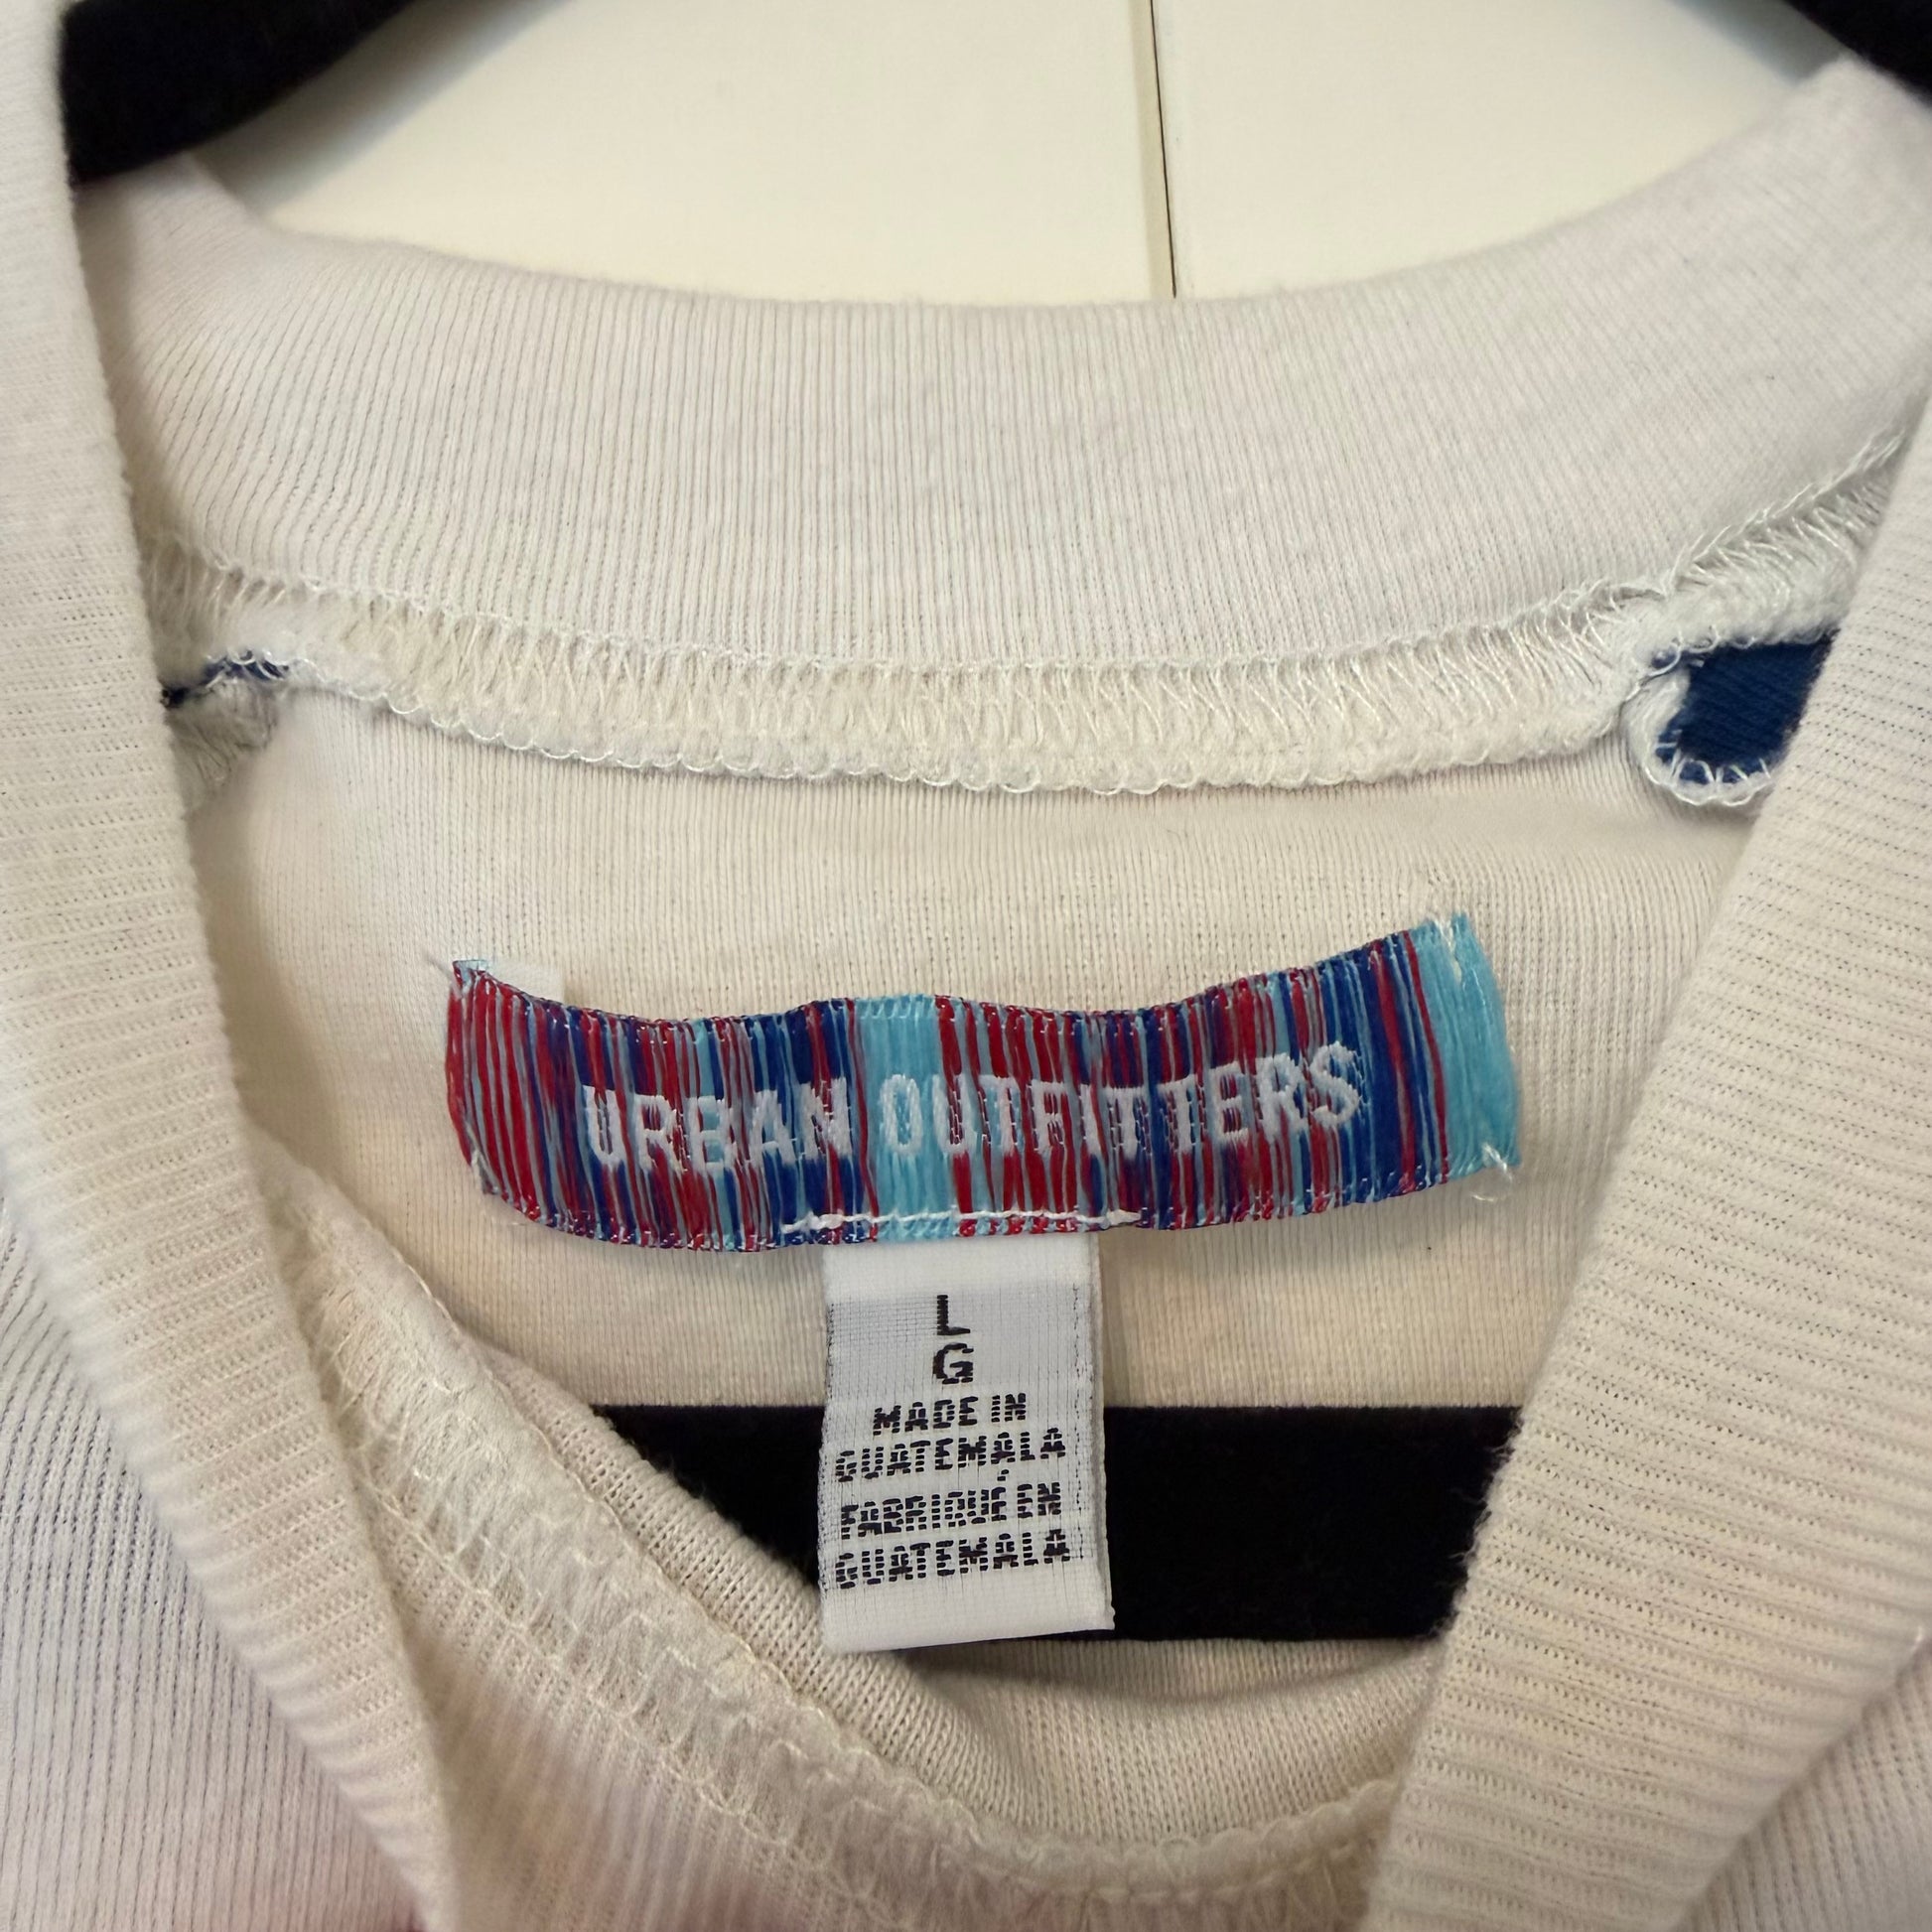 URBAN OUTFITTERS
L
G
MADE IN
GUATEMALA
FABRIQUÉ EN
GUATEMALA